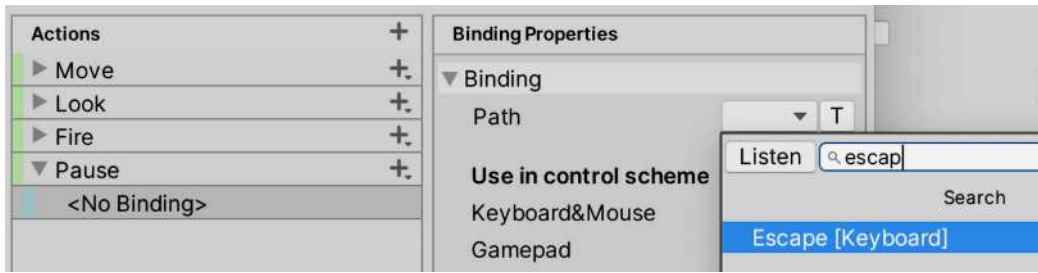 Actions
Move
Look
Fire
Pause
<No Binding>
Binding Properties
Binding
Path
T
Use in control scheme
Keyboard&Mouse
Gamepad
Listen
escap
Search
Escape [Keyboard]